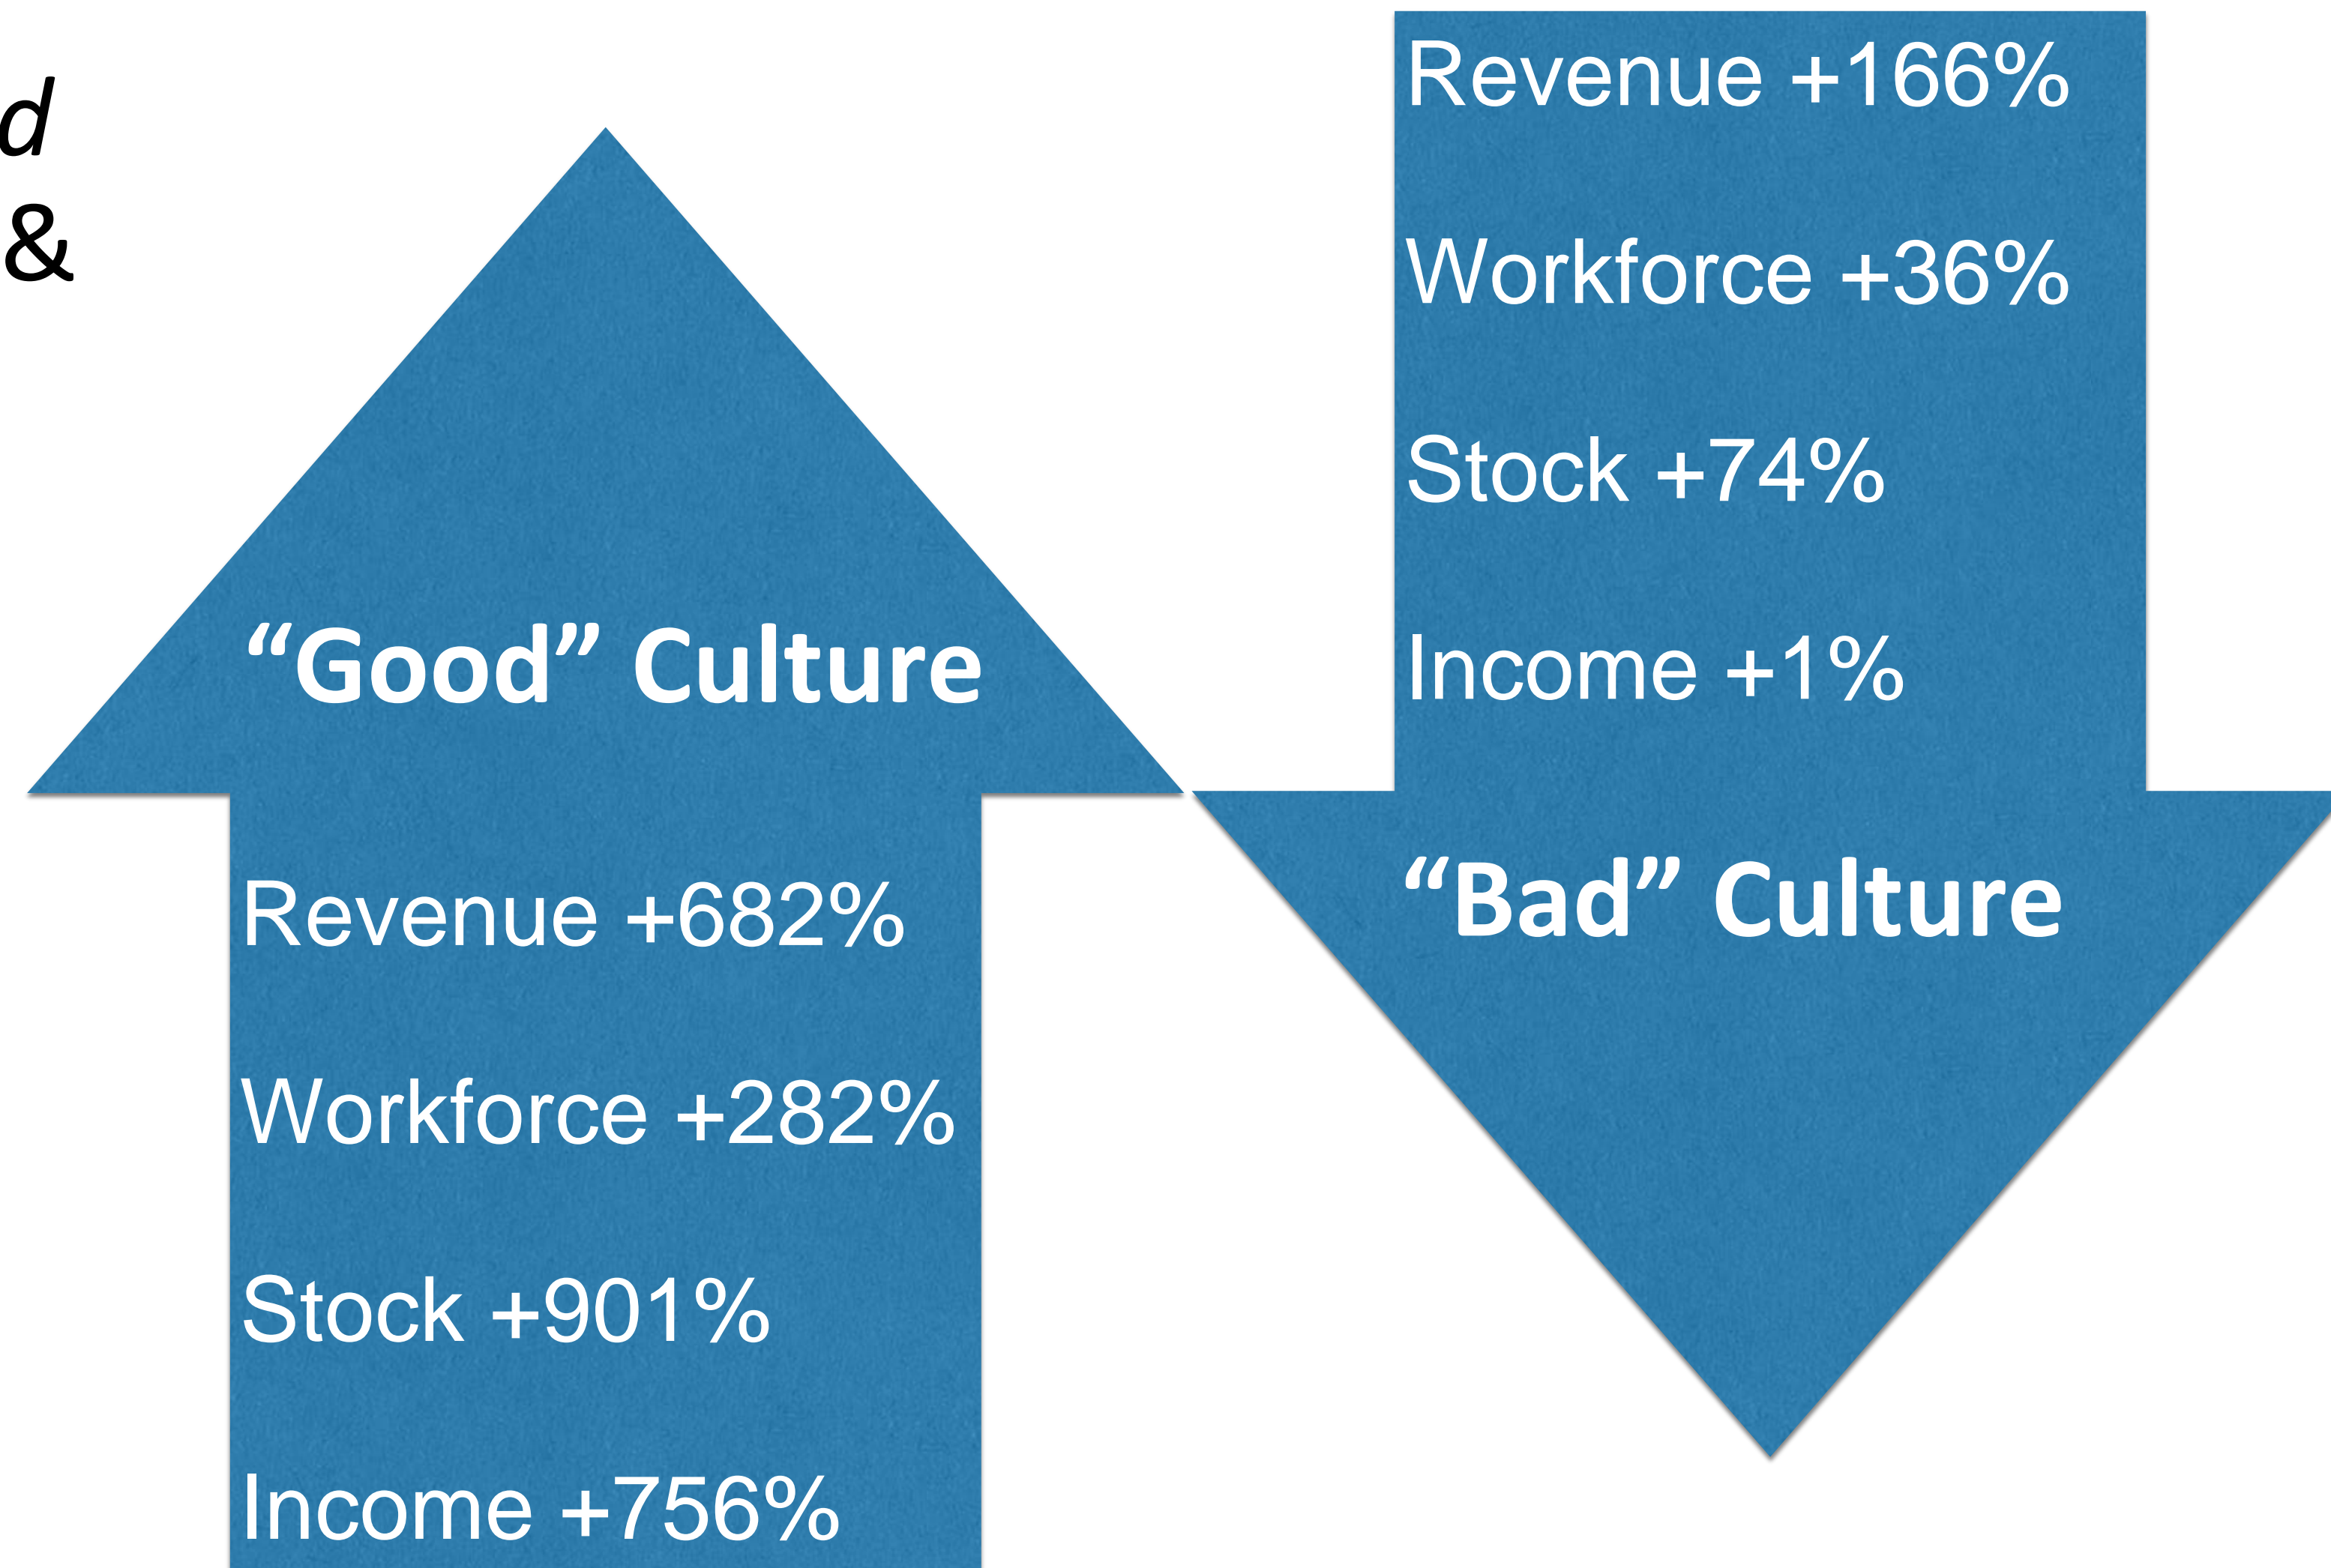 d
&
“Good” Culture
Revenue +682%
Workforce +282%
Stock +901%
Income +756%
Revenue +166%
Workforce +36%
Stock +74%
Income +1%
“Bad” Culture